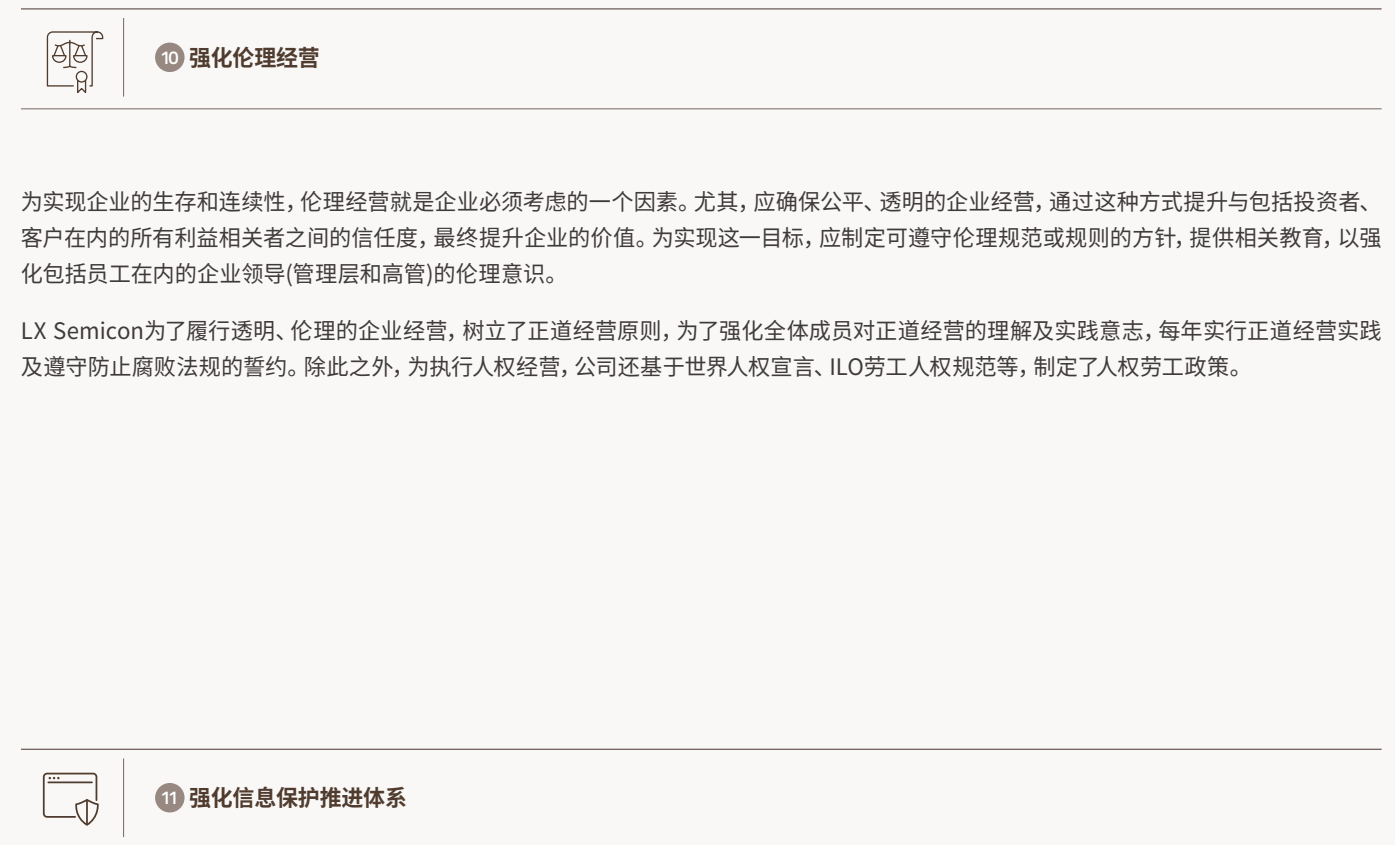 10 强化伦理经营
为实现企业的生存和连续性, 伦理经营就是企业必须考虑的一个因素。尤其, 应确保公平、透明的企业经营, 通过这种方式提升与包括投资者、
客户在内的所有利益相关者之间的信任度, 最终提升企业的价值。为实现这一目标, 应制定可遵守伦理规范或规则的方针, 提供相关教育, 以强
化包括员工在内的企业领导(管理层和高管)的伦理意识。
LX Semicon为了履行透明、伦理的企业经营, 树立了正道经营原则, 为了强化全体成员对正道经营的理解及实践意志, 每年实行正道经营实践
及遵守防止腐败法规的誓约。除此之外, 为执行人权经营, 公司还基于世界人权宣言、ILO劳工人权规范等, 制定了人权劳工政策。
11 强化信息保护推进体系